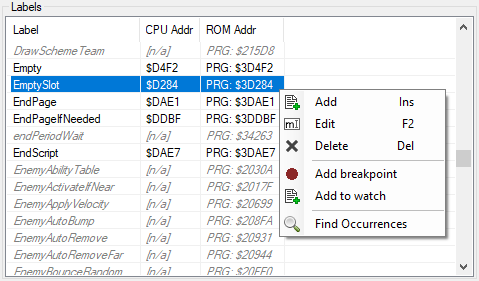 Labels
Label CPU Addr ROM Addr
DrawSchemeTeam [n/a] PRG: $215D8
Empty $D4F2 PRG: $3D4F2
EmptySlot $D284 PRG: $3D284
EndPage $DAE1 PRG: $3DAE1
EndPageIfNeeded $DDBF PRG: $3DDBF
endPeriodWait [n/a] PRG: $34263
EndScript $DAE7 PRG: $3DAE7
EnemyAbilityTable [n/a] PRG: $2030A
EnemyActivateIfNear [n/a] PRG: $2017F
EnemyApplyVelocity [n/a] PRG: $20699
EnemyAutoBump [n/a] PRG: $208FA
EnemyAutoRemove [n/a] PRG: $20931
EnemyAutoRemoveFar [n/a] PRG: $20944
EnemyBounceRandom [n/a] PRG: $20FF0
Add Ins
Edit F2
Delete Del
Add breakpoint
Add to watch
Find Occurrences